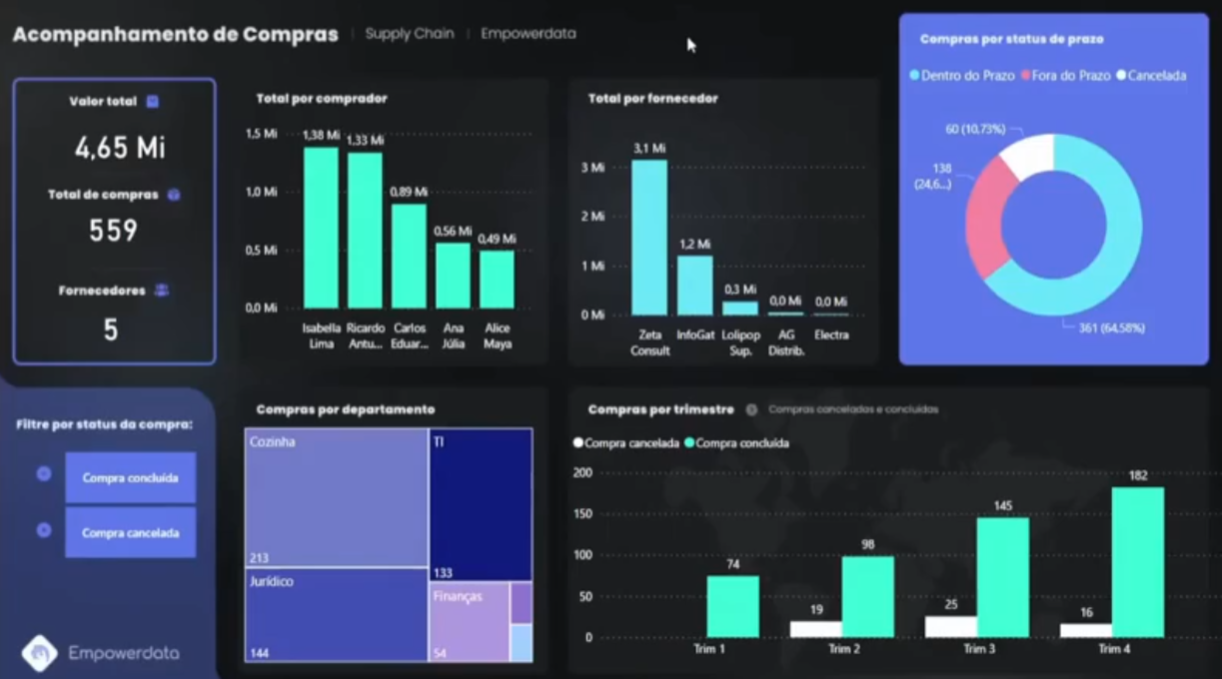 Acompanhamento de Compras | Supply Chain | Empowerdata
Valor total
4,65 Mi
Total de compras
559
Fornecedores
5
Total por comprador
1,5 Mi
1,0 Mi
0,5 Mi
0,0 Mi
1,38 Mi
1,33 Mi
0,89 Mi
0,56 Mi
0,49 Mi
Isabella Lima
Ricardo Antu...
Carlos Eduar...
Ana Júlia
Alice Maya
Total por fornecedor
3 Mi
2 Mi
1 Mi
0 Mi
3,1 Mi
1,2 Mi
0,3 Mi
0,0 Mi
0,0 Mi
Zeta Consult
InfoGat
Lolipop Sup.
AG Distrib.
Electra
Compras por status de prazo
Dentro do Prazo Fora do Prazo Cancelada
60 (10,73%)
138
(24,6...)
361 (64,58%)
Filtre por status da compra:
Compra concluída
Compra cancelada
Empowerdata
Compras por departamento
Cozinha
213
TI
133
Jurídico
144
Finanças
54
Compras por trimestre Compras canceladas e concluídas
Compra cancelada Compra concluída
200
150
100
50
0
74
19
98
25
145
16
182
Trim 1
Trim 2
Trim 3
Trim 4